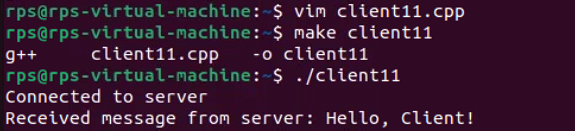 rps@rps-virtual-machine:~$ vim client11.cpp
rps@rps-virtual-machine:~$ make client11
g++     client11.cpp   -o client11
rps@rps-virtual-machine:~$ ./client11
Connected to server
Received message from server: Hello, Client!